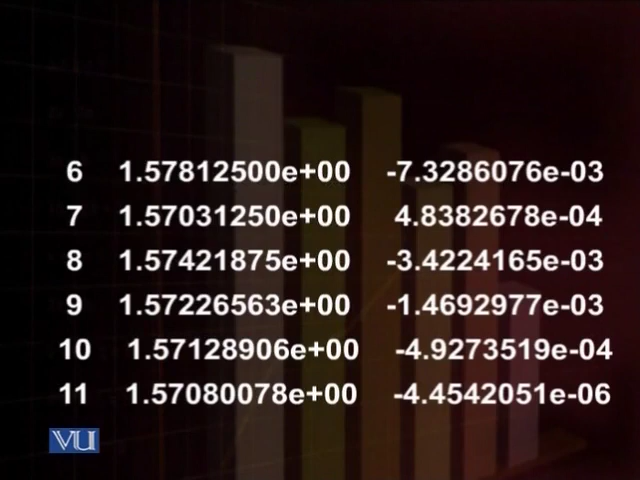 6 1.57812500e+00 -7.3286076e-03
7 1.57031250e+00 4.8382678e-04
8 1.57421875e+00 -3.4224165e-03
9 1.57226563e+00 -1.4692977e-03
10 1.57128906e+00 -4.9273519e-04
11 1.57080078e+00 -4.4542051e-06
VU